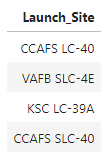 Launch_Site
CCAFS LC-40
VAFB SLC-4E
KSC LC-39A
CCAFS SLC-40